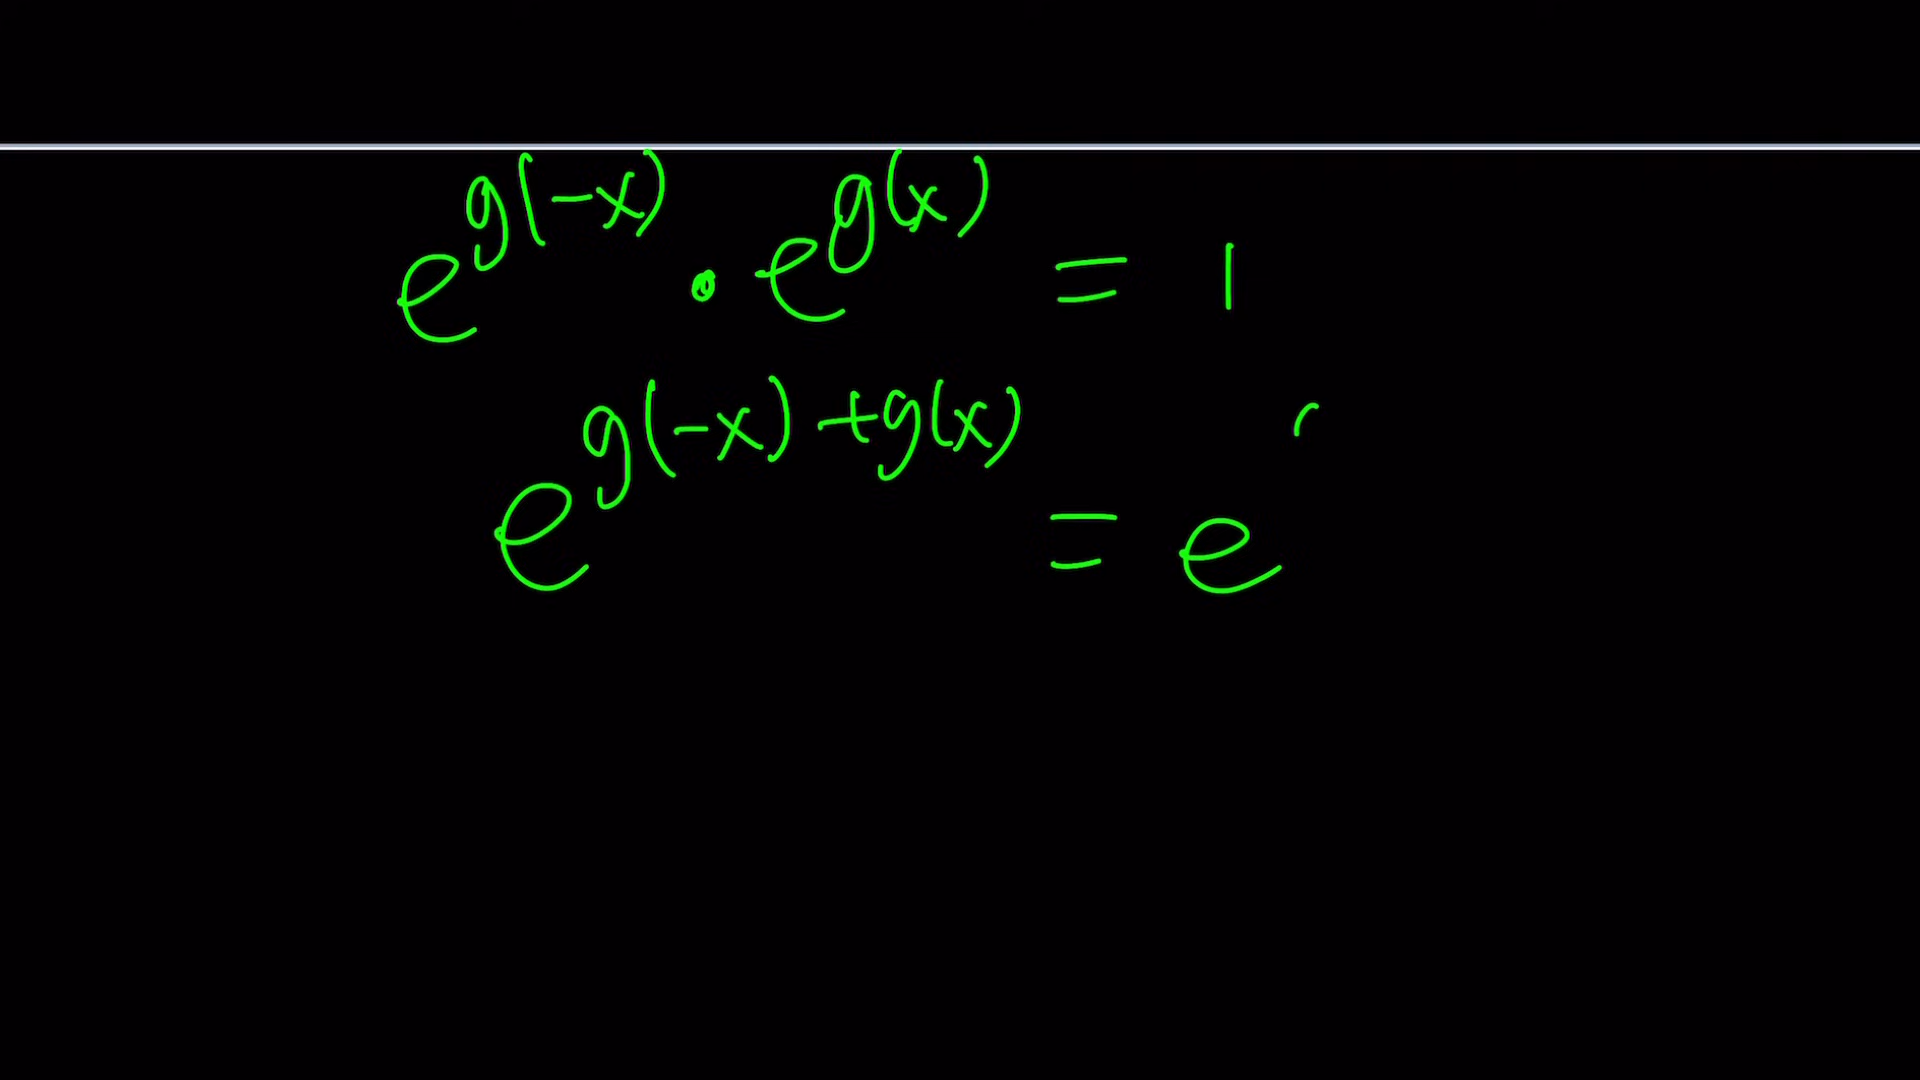 e^{g(-x)} · e^{g(x)} = 1
e^{g(-x)+g(x)} = e